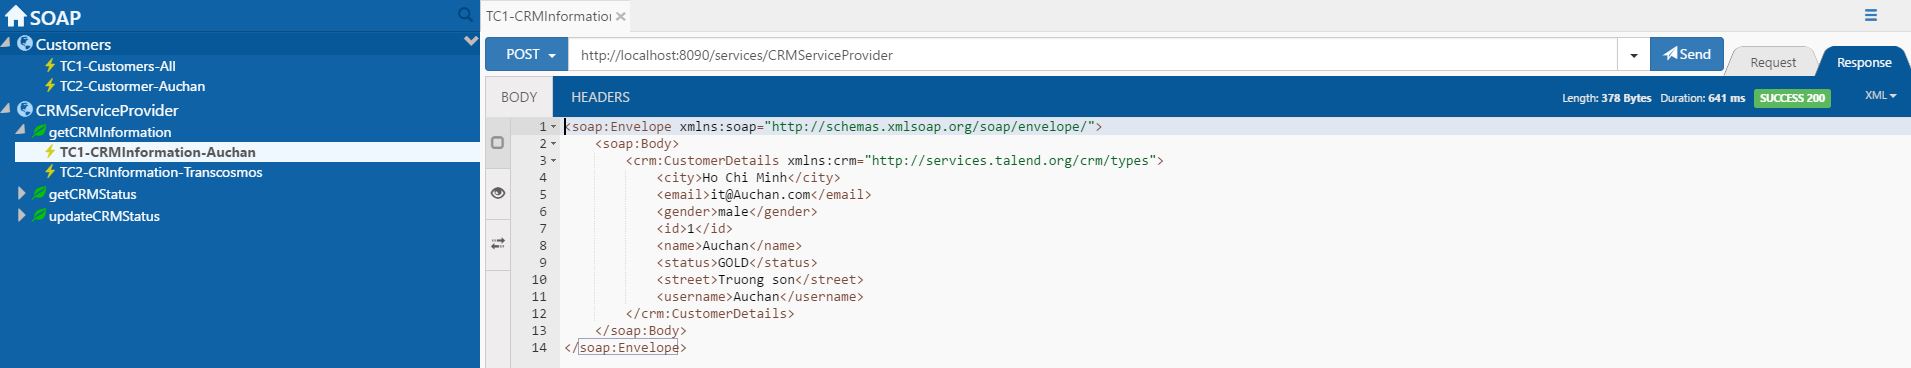 SOAP
Customers
TC1-Customers-All
TC2-Custormer-Auchan
CRMServiceProvider
getCRMInformation
TC1-CRMInformation-Auchan
TC2-CRInformation-Transcosmos
getCRMStatus
updateCRMStatus
TC1-CRMInformation
POST http://localhost:8090/services/CRMServiceProvider Send Request Response
BODY HEADERS Length: 378 Bytes Duration: 641 ms SUCCESS 200 XML
1 <soap:Envelope xmlns:soap="http://schemas.xmlsoap.org/soap/envelope/">
2 <soap:Body>
3 <crm:CustomerDetails xmlns:crm="http://services.talend.org/crm/types">
4 <city>Ho Chi Minh</city>
5 <email>it@Auchan.com</email>
6 <gender>male</gender>
7 <id>1</id>
8 <name>Auchan</name>
9 <status>GOLD</status>
10 <street>Truong son</street>
11 <username>Auchan</username>
12 </crm:CustomerDetails>
13 </soap:Body>
14 </soap:Envelope>